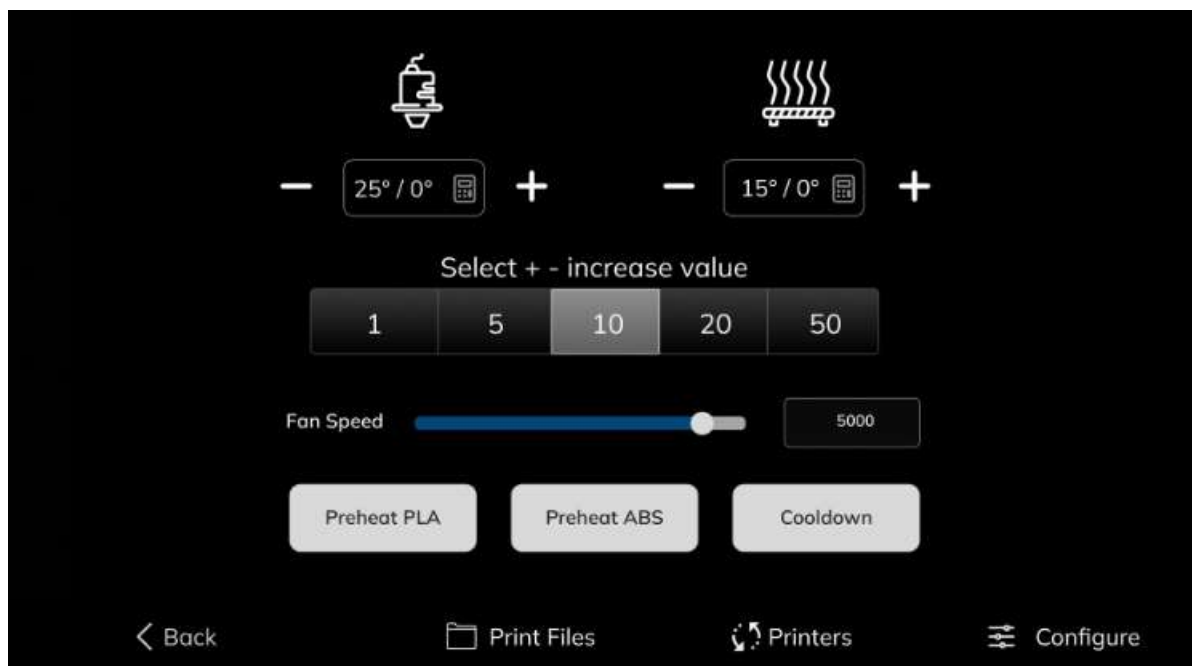 25° / 0°
15° / 0°
Select + - increase value
1 5 10 20 50
Fan Speed
5000
Preheat PLA
Preheat ABS
Cooldown
Back
Print Files
Printers
Configure